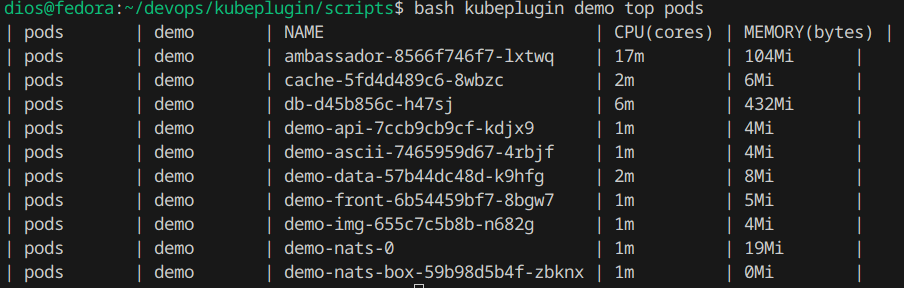 dios@fedora:~/devops/kubeplugin/scripts$ bash kubeplugin demo top pods
| pods | demo | NAME | CPU(cores) | MEMORY(bytes) |
| pods | demo | ambassador-8566f746f7-lxtwq | 17m | 104Mi |
| pods | demo | cache-5fd4d489c6-8wbzc | 2m | 6Mi |
| pods | demo | db-d45b856c-h47sj | 6m | 432Mi |
| pods | demo | demo-api-7ccb9cb9cf-kdjx9 | 1m | 4Mi |
| pods | demo | demo-ascii-7465959d67-4rbjf | 1m | 4Mi |
| pods | demo | demo-data-57b44dc48d-k9hfg | 2m | 8Mi |
| pods | demo | demo-front-6b54459bf7-8bgw7 | 1m | 5Mi |
| pods | demo | demo-img-655c7c5b8b-n682g | 1m | 4Mi |
| pods | demo | demo-nats-0 | 1m | 19Mi |
| pods | demo | demo-nats-box-59b98d5b4f-zbknx | 1m | 0Mi |